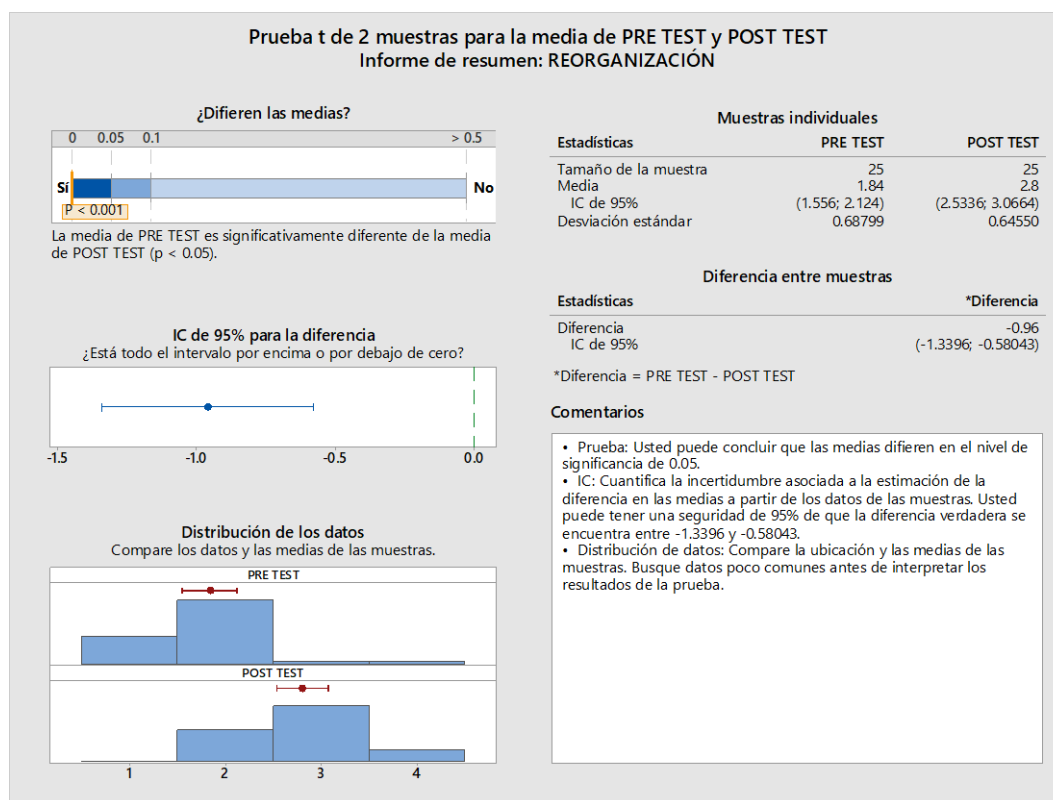 Prueba t de 2 muestras para la media de PRE TEST y POST TEST
Informe de resumen: REORGANIZACIÓN
¿Difieren las medias?
0 0.05 0.1 > 0.5
Sí No
P < 0.001
La media de PRE TEST es significativamente diferente de la media
de POST TEST (p < 0.05).
IC de 95% para la diferencia
¿Está todo el intervalo por encima o por debajo de cero?
-1.5 -1.0 -0.5 0.0
Distribución de los datos
Compare los datos y las medias de las muestras.
PRE TEST
POST TEST
1 2 3 4
Muestras individuales
Estadísticas PRE TEST POST TEST
Tamaño de la muestra 25 25
Media 1.84 2.8
IC de 95% (1.556; 2.124) (2.5336; 3.0664)
Desviación estándar 0.68799 0.64550
Diferencia entre muestras
Estadísticas *Diferencia
Diferencia -0.96
IC de 95% (-1.3396; -0.58043)
*Diferencia = PRE TEST - POST TEST
Comentarios
• Prueba: Usted puede concluir que las medias difieren en el nivel de
significancia de 0.05.
• IC: Cuantifica la incertidumbre asociada a la estimación de la
diferencia en las medias a partir de los datos de las muestras. Usted
puede tener una seguridad de 95% de que la diferencia verdadera se
encuentra entre -1.3396 y -0.58043.
• Distribución de datos: Compare la ubicación y las medias de las
muestras. Busque datos poco comunes antes de interpretar los
resultados de la prueba.